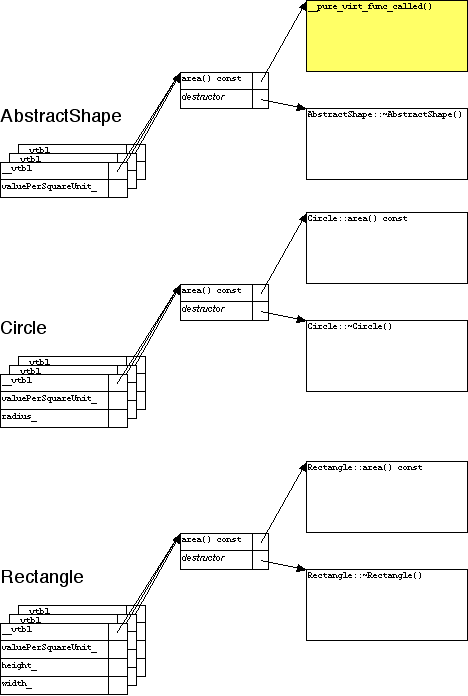 __pure_virt_func_called()
area() const
destructor
AbstractShape::~AbstractShape()
AbstractShape
__vtbl
__vtbl
__vtbl
valuePerSquareUnit_
Circle::area() const
area() const
destructor
Circle::~Circle()
Circle
__vtbl
__vtbl
__vtbl
valuePerSquareUnit_
radius_
Rectangle::area() const
area() const
destructor
Rectangle::~Rectangle()
Rectangle
__vtbl
__vtbl
__vtbl
valuePerSquareUnit_
height_
width_